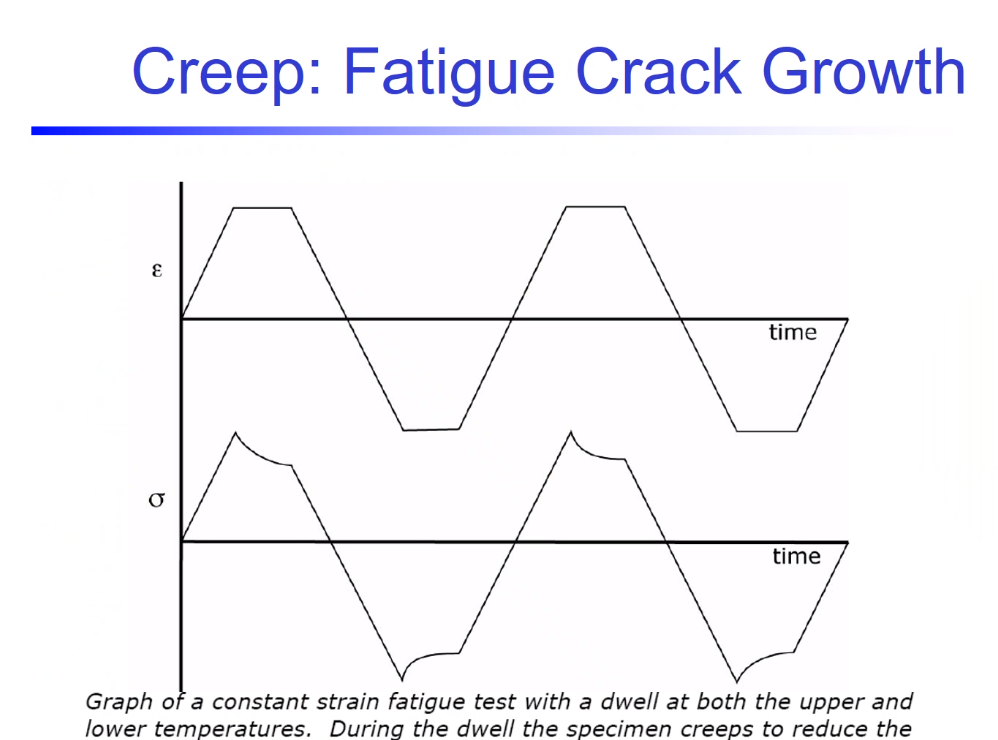 Creep: Fatigue Crack Growth
ε
time
σ
time
Graph of a constant strain fatigue test with a dwell at both the upper and
lower temperatures. During the dwell the specimen creeps to reduce the